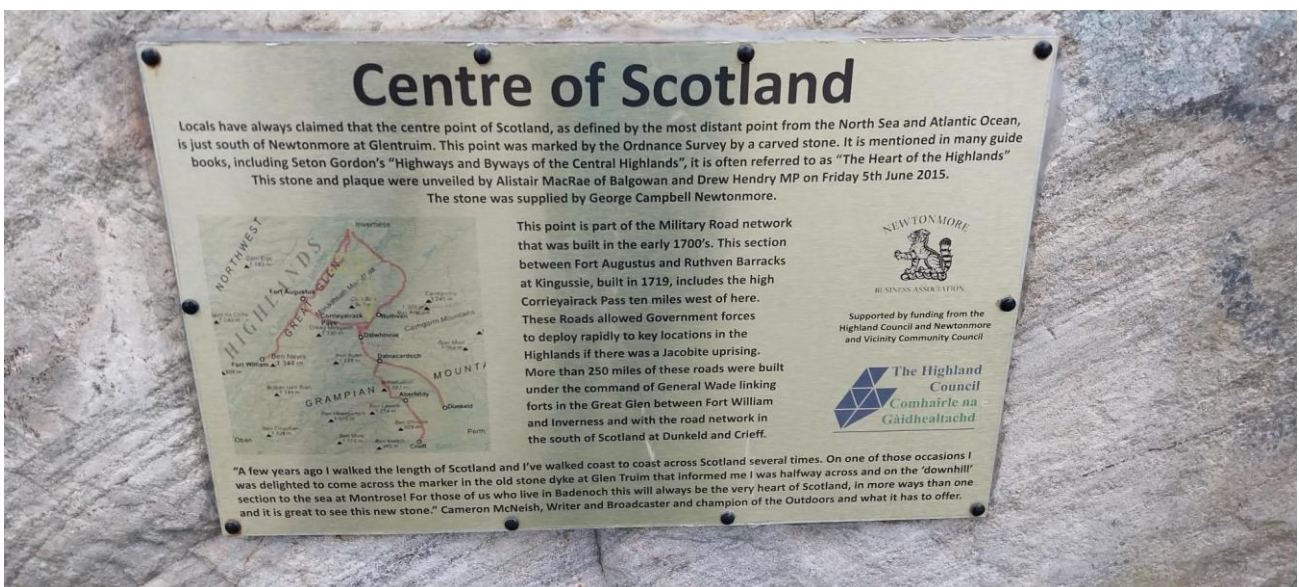 Centre of Scotland
Locals have always claimed that the centre point of Scotland, as defined by the most distant point from the North Sea and Atlantic Ocean,
is just south of Newtonmore at Glentruim. This point was marked by the Ordnance Survey by a carved stone. It is mentioned in many guide
books, including Seton Gordon's "Highways and Byways of the Central Highlands", it is often referred to as "The Heart of the Highlands"
This stone and plaque were unveiled by Alistair MacRae of Balgowan and Drew Hendry MP on Friday 5th June 2015.
The stone was supplied by George Campbell Newtonmore.
NORTHWEST
HIGHLANDS
GREAT GLEN
Inverness
Fort Augustus
Corrieyairack
Pass
Ruthven
Dalwhinnie
Cairngorm Mountains
Fort William
Ben Nevis
Dalnacardoch
GRAMPIAN
MOUNTA
Aberfeldy
Dunkeld
Oban
Perth
Crieff
This point is part of the Military Road network
that was built in the early 1700's. This section
between Fort Augustus and Ruthven Barracks
at Kingussie, built in 1719, includes the high
Corrieyairack Pass ten miles west of here.
These Roads allowed Government forces
to deploy rapidly to key locations in the
Highlands if there was a Jacobite uprising.
More than 250 miles of these roads were built
under the command of General Wade linking
forts in the Great Glen between Fort William
and Inverness and with the road network in
the south of Scotland at Dunkeld and Crieff.
NEWTONMORE
BUSINESS ASSOCIATION
Supported by funding from the
Highland Council and Newtonmore
and Vicinity Community Council
The Highland
Council
Comhairle na
Gàidhealtachd
"A few years ago I walked the length of Scotland and I've walked coast to coast across Scotland several times. On one of those occasions I
was delighted to come across the marker in the old stone dyke at Glen Truim that informed me I was halfway across and on the 'downhill'
section to the sea at Montrose! For those of us who live in Badenoch this will always be the very heart of Scotland, in more ways than one
and it is great to see this new stone." Cameron McNeish, Writer and Broadcaster and champion of the Outdoors and what it has to offer.